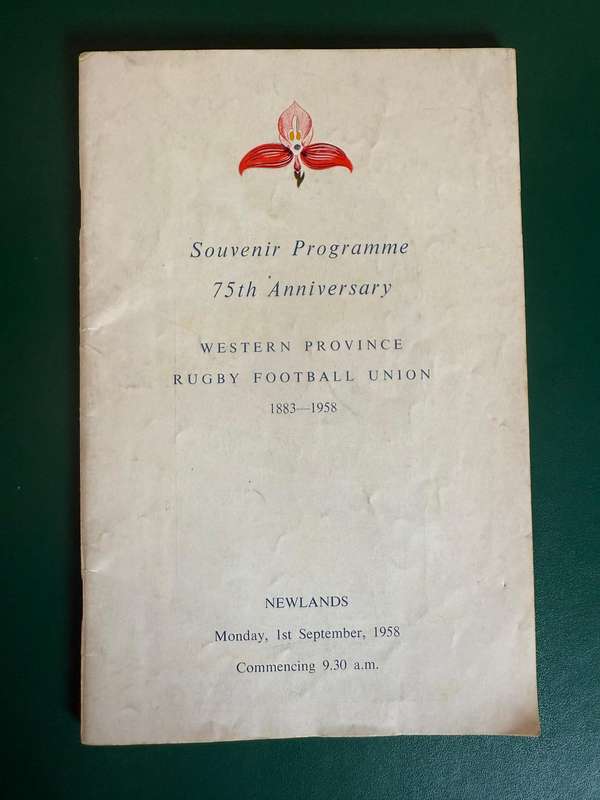 Souvenir Programme
75th Anniversary
WESTERN PROVINCE
RUGBY FOOTBALL UNION
1883—1958
NEWLANDS
Monday, 1st September, 1958
Commencing 9.30 a.m.